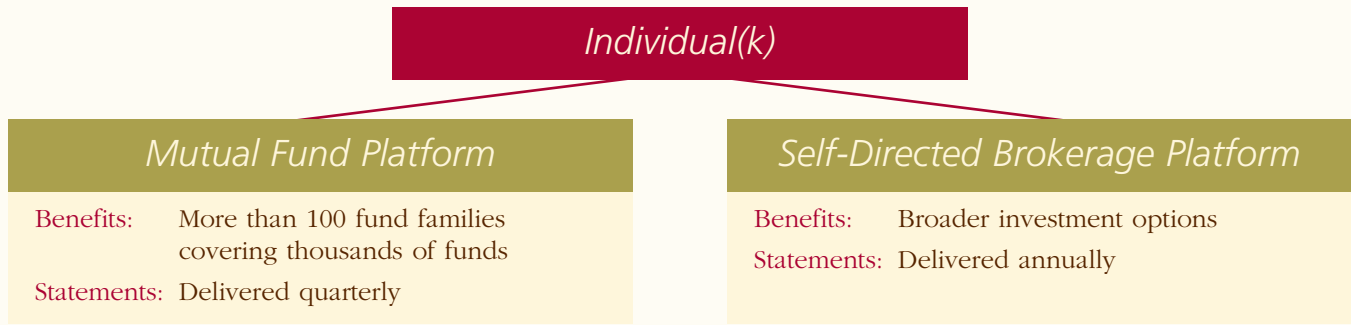 Individual(k)
Mutual Fund Platform
Benefits: More than 100 fund families
covering thousands of funds
Statements: Delivered quarterly
Self-Directed Brokerage Platform
Benefits: Broader investment options
Statements: Delivered annually